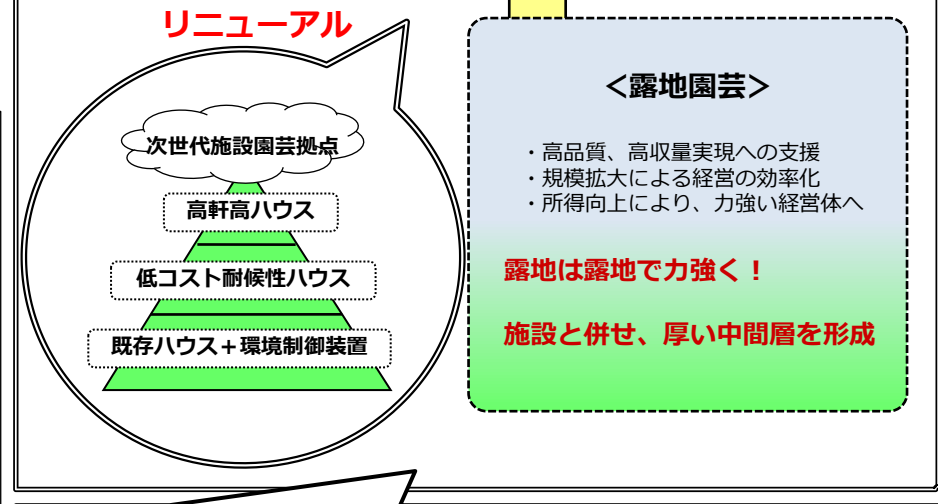 リニューアル
次世代施設園芸拠点
高軒高ハウス
低コスト耐候性ハウス
既存ハウス＋環境制御装置
＜露地園芸＞
・高品質、高収量実現への支援
・規模拡大による経営の効率化
・所得向上により、力強い経営体へ
露地は露地で力強く！
施設と併せ、厚い中間層を形成